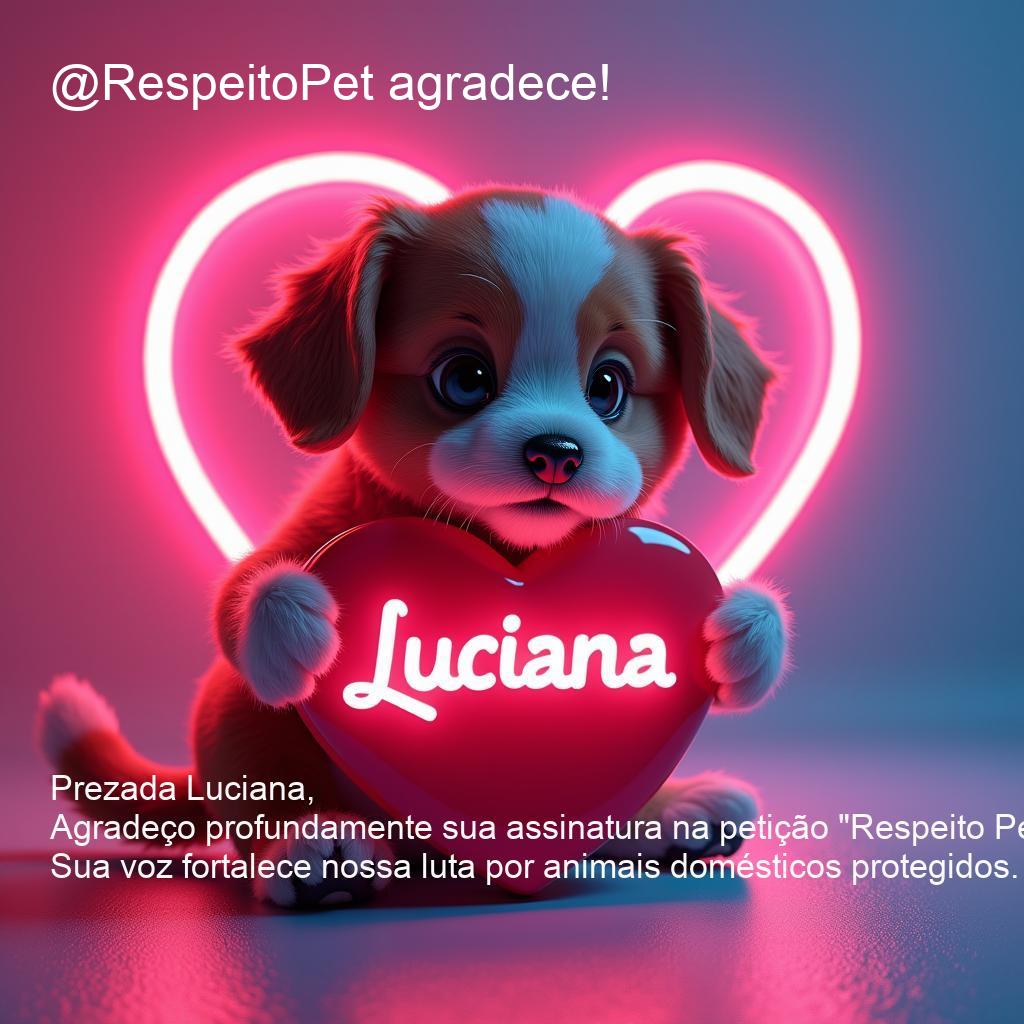 @RespeitoPet agradece!
Luciana
Prezada Luciana,
Agradeço profundamente sua assinatura na petição "Respeito Pe
Sua voz fortalece nossa luta por animais domésticos protegidos.